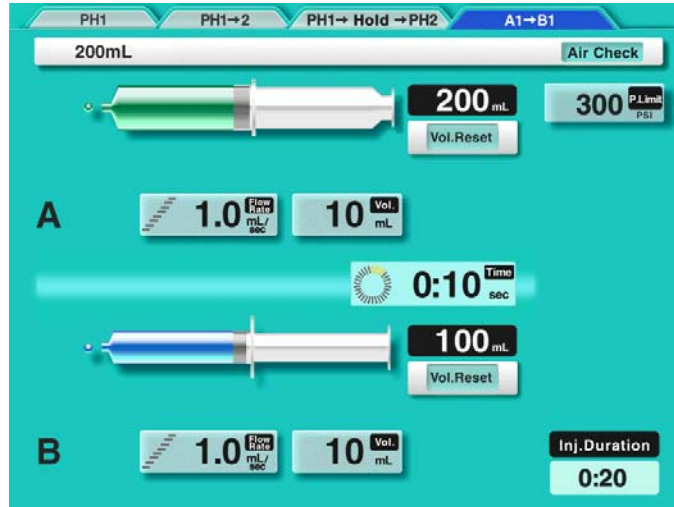 PH1 PH1→2 PH1→ Hold →PH2 A1→B1
200mL Air Check
200 mL 300 P.Limit PSI
Vol.Reset
A 1.0 Flow Rate mL/sec 10 Vol. mL
0:10 Time sec
100 mL
Vol.Reset
B 1.0 Flow Rate mL/sec 10 Vol. mL
Inj.Duration
0:20